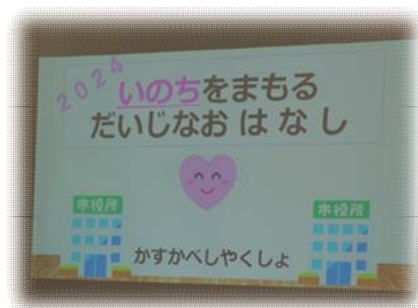 2024
いのちをまもる
だいじなお は な し
市役所
市役所
かすかべしやくしょ